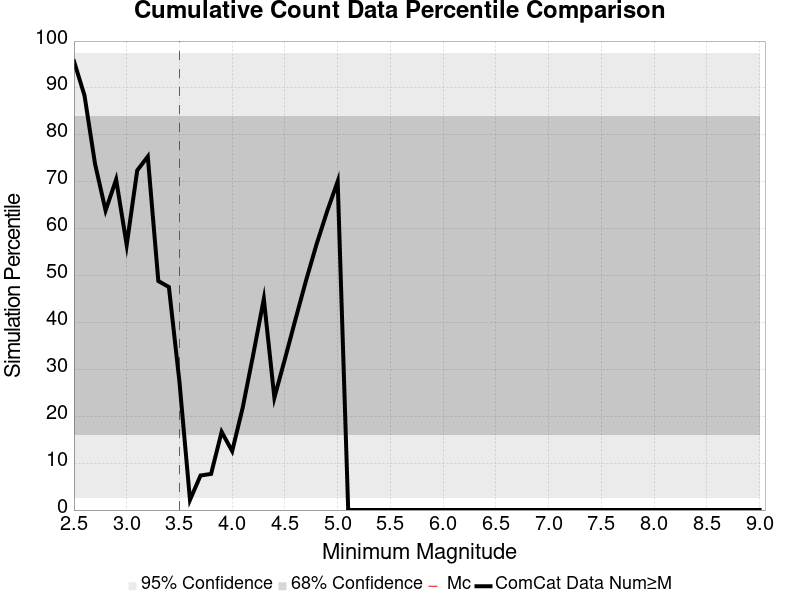 Cumulative Count Data Percentile Comparison
100
90
80
70
60
50
40
30
20
10
0
Simulation Percentile
2.5 3.0 3.5 4.0 4.5 5.0 5.5 6.0 6.5 7.0 7.5 8.0 8.5 9.0
Minimum Magnitude
95% Confidence 68% Confidence Mc ComCat Data Num≥M